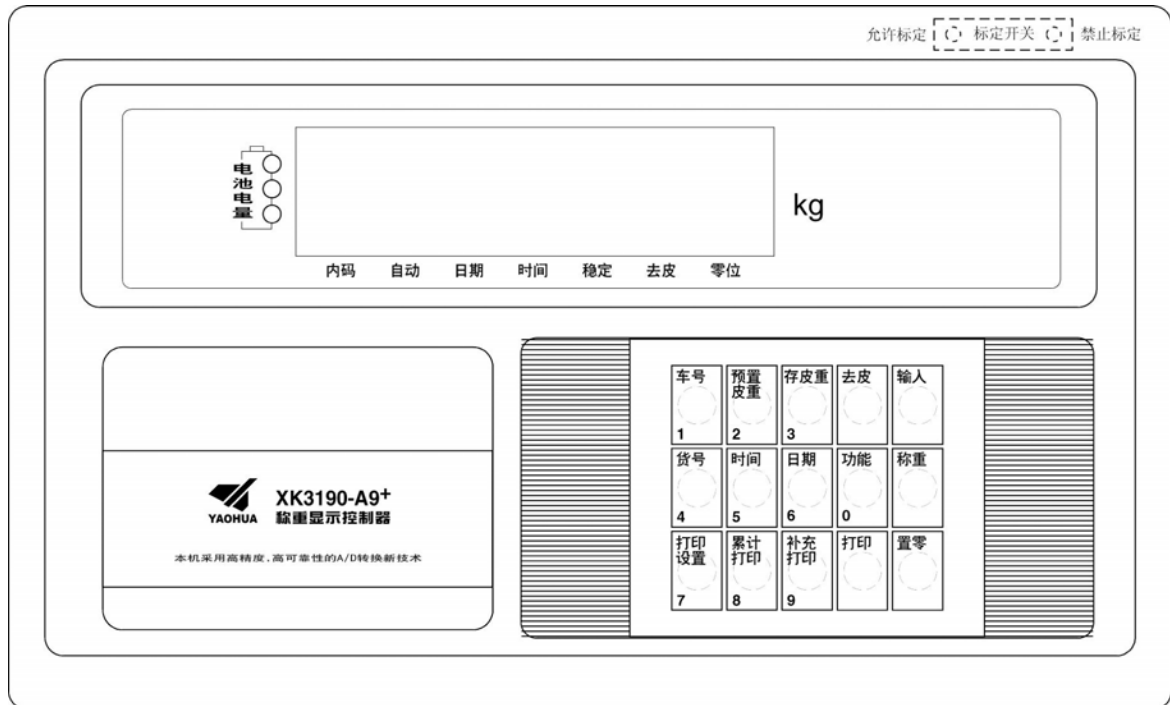 允许标定 标定开关 禁止标定
电池电量
kg
内码 自动 日期 时间 稳定 去皮 零位
车号 预置 存皮重 去皮 输入
皮重
1 2 3
货号 时间 日期 功能 称重
4 5 6 0
打印 累计 补充 打印 置零
设置 打印 打印
7 8 9
XK3190-A9+
YAOHUA 称重显示控制器
本机采用高精度、高可靠性的A/D转换新技术